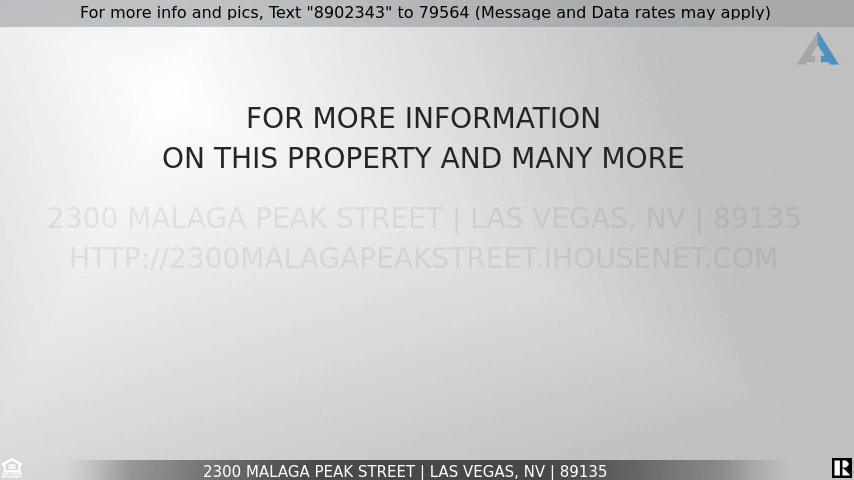 For more info and pics, Text "8902343" to 79564 (Message and Data rates may apply)
FOR MORE INFORMATION
ON THIS PROPERTY AND MANY MORE
2300 MALAGA PEAK STREET | LAS VEGAS, NV | 89135
HTTP://2300MALAGAPEAKSTREET.IHOUSENET.COM
2300 MALAGA PEAK STREET | LAS VEGAS, NV | 89135